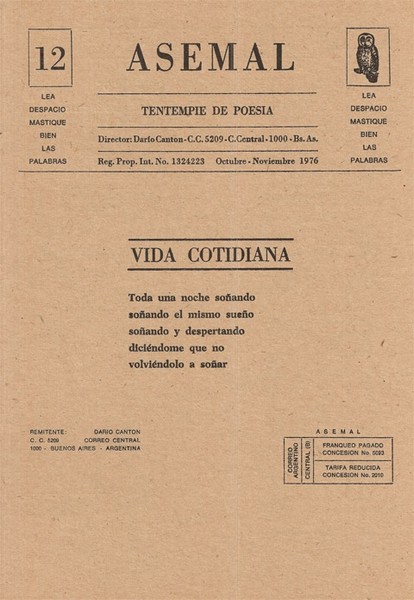 12
LEA
DESPACIO
MASTIQUE
BIEN
LAS
PALABRAS
ASEMAL
TENTEMPIE DE POESIA
Director: Darío Canton - C.C. 5209 - C. Central - 1000 - Bs. As.
Reg. Prop. Int. No. 1324223 Octubre - Noviembre 1976
LEA
DESPACIO
MASTIQUE
BIEN
LAS
PALABRAS
VIDA COTIDIANA
Toda una noche soñando
soñando el mismo sueño
soñando y despertando
diciéndome que no
volviéndolo a soñar
REMITENTE: DARIO CANTON
C. C. 5209 CORREO CENTRAL
1000 - BUENOS AIRES - ARGENTINA
ASEMAL
CORREO
ARGENTINO
CENTRAL (B)
FRANQUEO PAGADO
CONCESION No. 5093
TARIFA REDUCIDA
CONCESION No. 2010